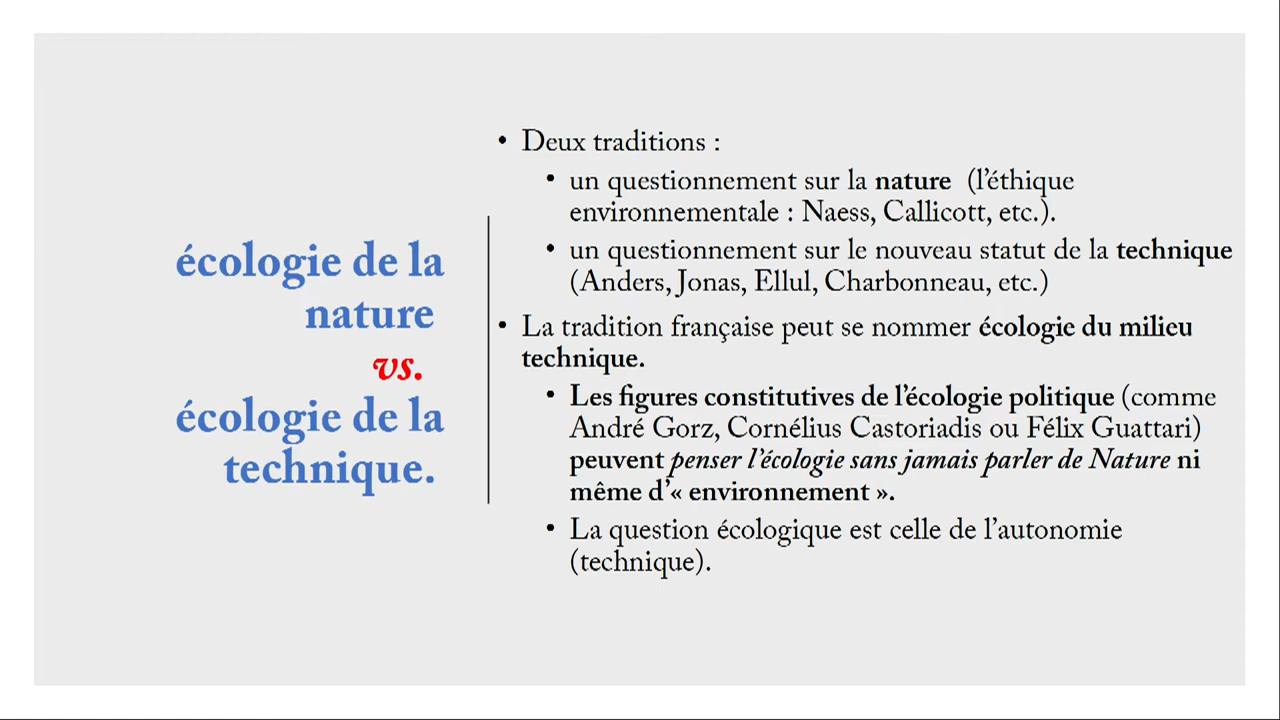 écologie de la
nature
vs.
écologie de la
technique.
• Deux traditions :
• un questionnement sur la nature (l’éthique
environnementale : Naess, Callicott, etc.).
• un questionnement sur le nouveau statut de la technique
(Anders, Jonas, Ellul, Charbonneau, etc.)
• La tradition française peut se nommer écologie du milieu
technique.
• Les figures constitutives de l’écologie politique (comme
André Gorz, Cornélius Castoriadis ou Félix Guattari)
peuvent penser l’écologie sans jamais parler de Nature ni
même d’« environnement ».
• La question écologique est celle de l’autonomie
(technique).